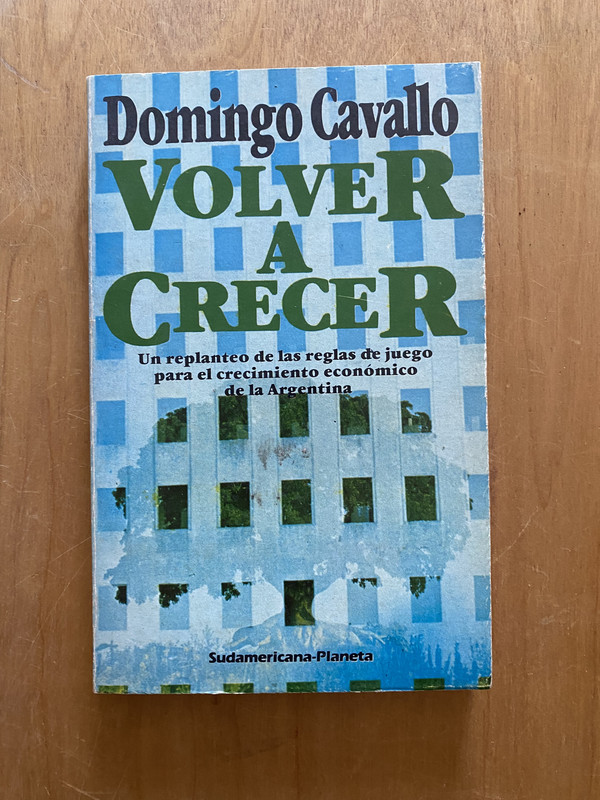 Domingo Cavallo
VOLVER
A
CRECER
Un replanteo de las reglas de juego
para el crecimiento económico
de la Argentina
Sudamericana-Planeta